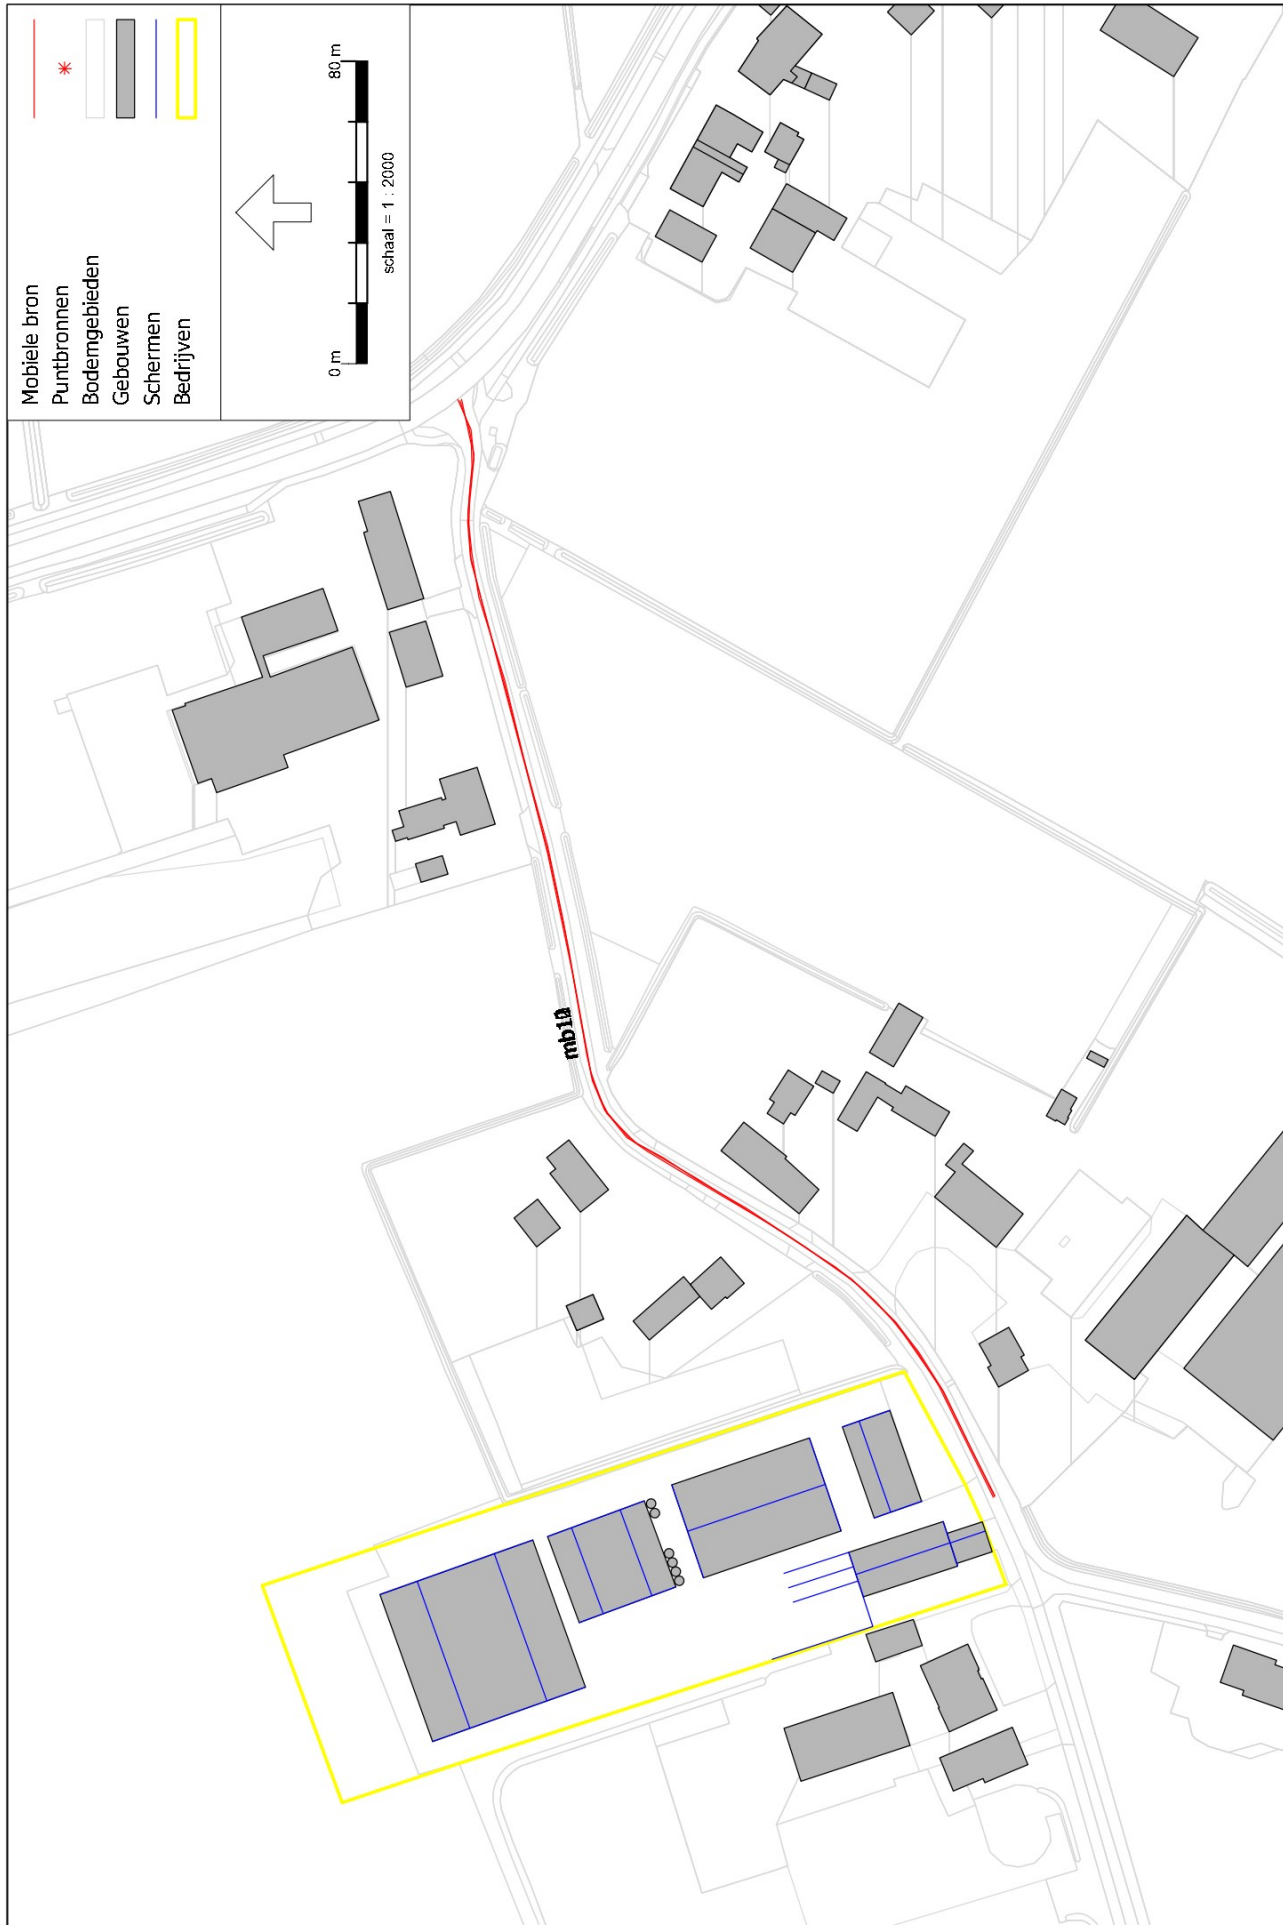 Mobiele bron
Puntbronnen
Bodemgebieden
Gebouwen
Schermen
Bedrijven
0 m
80 m
schaal = 1 : 2000